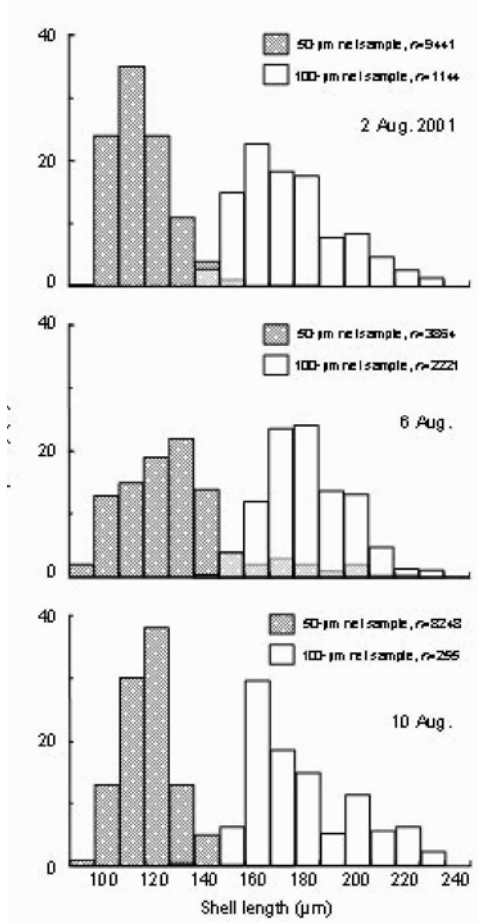 40
50-μm net sample, n=9441
100-μm net sample, n=1144
2 Aug. 2001
20
0
40
50-μm net sample, n=3864
100-μm net sample, n=2221
6 Aug.
20
0
40
50-μm net sample, n=8248
100-μm net sample, n=255
10 Aug.
20
0
100 120 140 160 180 200 220 240
Shell length (μm)